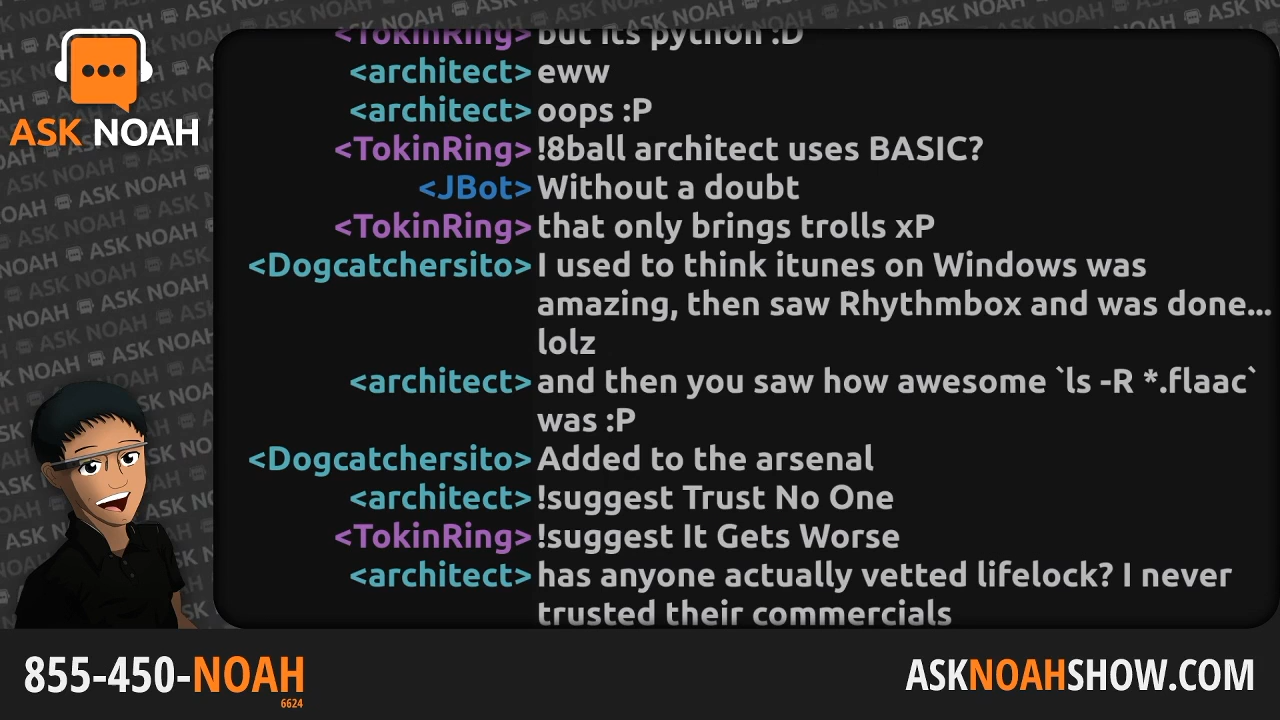 ASK NOAH
<TokinRing> but its python :D
<architect> eww
<architect> oops :P
<TokinRing> !8ball architect uses BASIC?
<JBot> Without a doubt
<TokinRing> that only brings trolls xP
<Dogcatchersito> I used to think itunes on Windows was
amazing, then saw Rhythmbox and was done...
lolz
<architect> and then you saw how awesome `ls -R *.flaac`
was :P
<Dogcatchersito> Added to the arsenal
<architect> !suggest Trust No One
<TokinRing> !suggest It Gets Worse
<architect> has anyone actually vetted lifelock? I never
trusted their commercials
855-450-NOAH
6624
ASKNOAHSHOW.COM